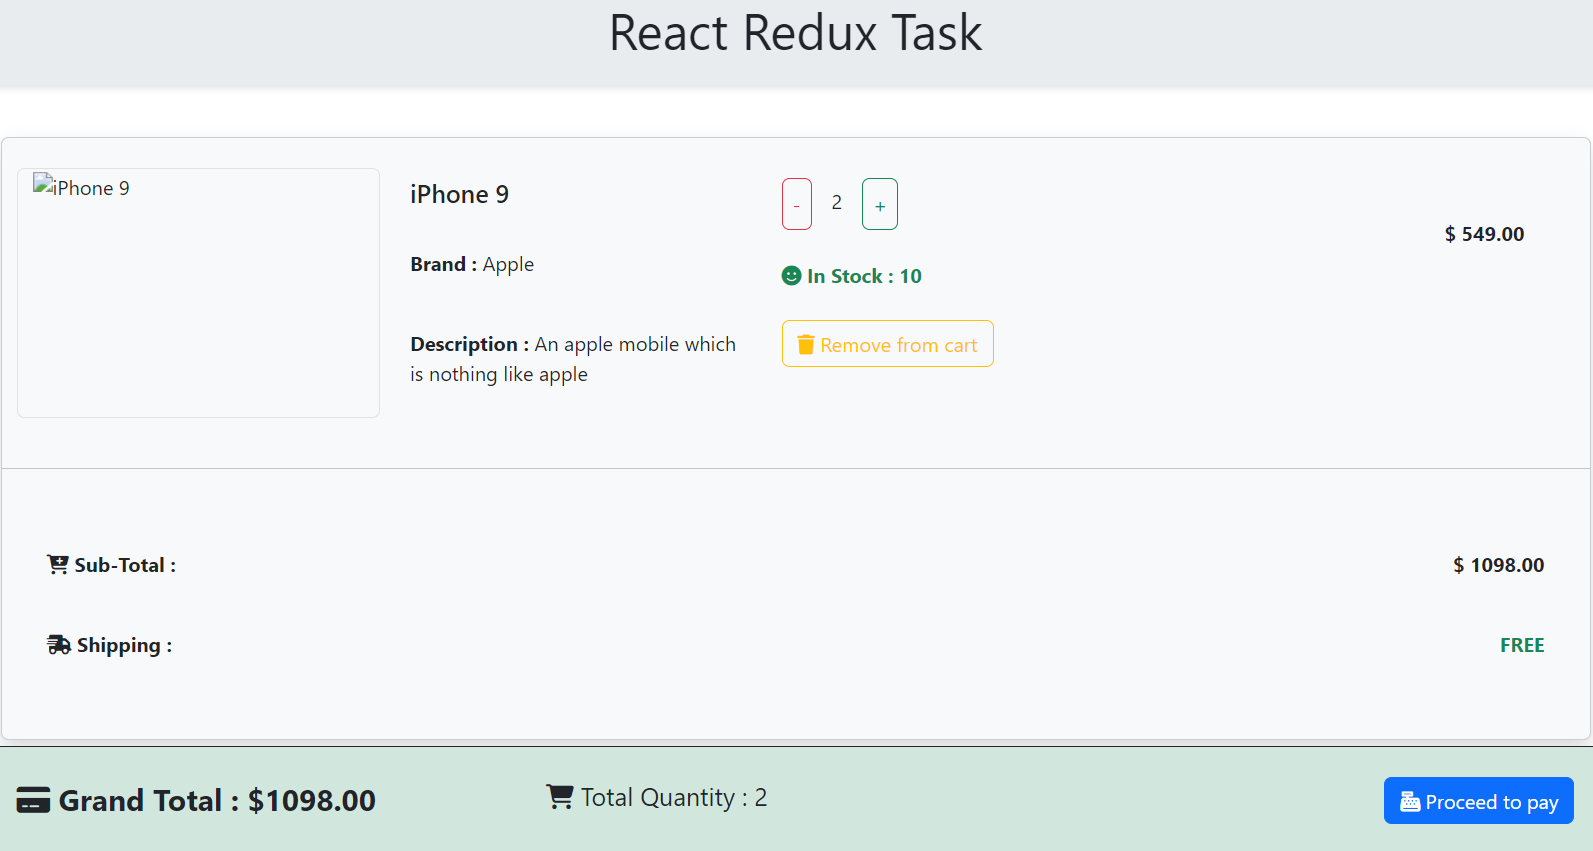 React Redux Task
iPhone 9
iPhone 9
Brand : Apple
Description : An apple mobile which
is nothing like apple
- 2 +
In Stock : 10
Remove from cart
$ 549.00
Sub-Total :
$ 1098.00
Shipping :
FREE
Grand Total : $1098.00
Total Quantity : 2
Proceed to pay